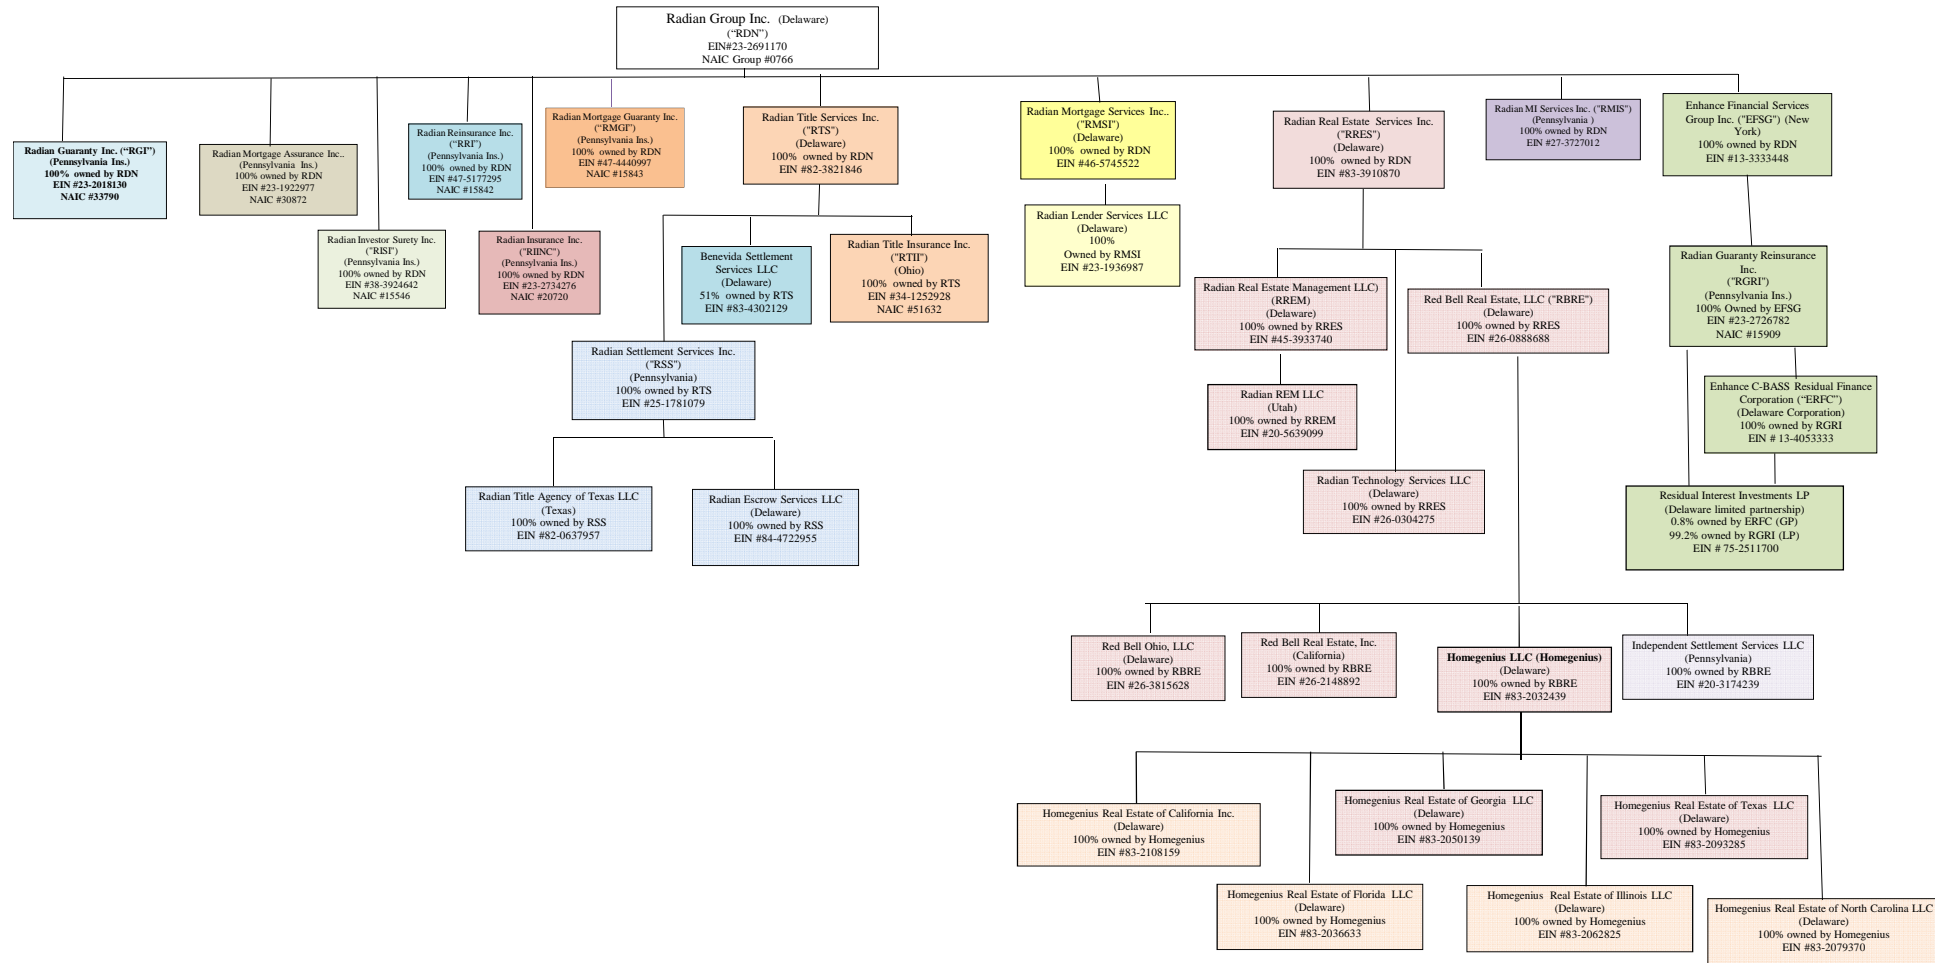 Radian Group Inc. (Delaware)
(“RDN”)
EIN#23-2691170
NAIC Group #0766
Radian Guaranty Inc. (“RGI”)
(Pennsylvania Ins.)
100% owned by RDN
EIN #23-2018130
NAIC #33790
Radian Mortgage Assurance Inc..
(Pennsylvania Ins.)
100% owned by RDN
EIN #23-1922977
NAIC #30872
Radian Investor Surety Inc.
("RISI")
(Pennsylvania Ins.)
100% owned by RDN
EIN #38-3924642
NAIC #15546
Radian Reinsurance Inc.
(“RRI”)
(Pennsylvania Ins.)
100% owned by RDN
EIN #47-5177295
NAIC #15842
Radian Insurance Inc.
("RIINC")
(Pennsylvania Ins.)
100% owned by RDN
EIN #23-2734276
NAIC #20720
Radian Mortgage Guaranty Inc.
(“RMGI”)
(Pennsylvania Ins.)
100% owned by RDN
EIN #47-4440997
NAIC #15843
Radian Title Services Inc.
("RTS")
(Delaware)
100% owned by RDN
EIN #82-3821846
Benevida Settlement
Services LLC
(Delaware)
51% owned by RTS
EIN #83-4302129
Radian Title Insurance Inc.
("RTII")
(Ohio)
100% owned by RTS
EIN #34-1252928
NAIC #51632
Radian Settlement Services Inc.
("RSS")
(Pennsylvania)
100% owned by RTS
EIN #25-1781079
Radian Title Agency of Texas LLC
(Texas)
100% owned by RSS
EIN #82-0637957
Radian Escrow Services LLC
(Delaware)
100% owned by RSS
EIN #84-4722955
Radian Mortgage Services Inc..
("RMSI")
(Delaware)
100% owned by RDN
EIN #46-5745522
Radian Lender Services LLC
(Delaware)
100%
Owned by RMSI
EIN #23-1936987
Radian Real Estate Services Inc.
("RRES")
(Delaware)
100% owned by RDN
EIN #83-3910870
Radian Real Estate Management LLC)
(RREM)
(Delaware)
100% owned by RRES
EIN #45-3933740
Radian REM LLC
(Utah)
100% owned by RREM
EIN #20-5639099
Radian Technology Services LLC
(Delaware)
100% owned by RRES
EIN #26-0304275
Red Bell Real Estate, LLC ("RBRE")
(Delaware)
100% owned by RRES
EIN #26-0888688
Radian MI Services Inc. ("RMIS")
(Pennsylvania )
100% owned by RDN
EIN #27-3727012
Enhance Financial Services
Group Inc. ("EFSG") (New
York)
100% owned by RDN
EIN #13-3333448
Radian Guaranty Reinsurance
Inc.
("RGRI")
(Pennsylvania Ins.)
100% Owned by EFSG
EIN #23-2726782
NAIC #15909
Enhance C-BASS Residual Finance
Corporation (“ERFC”)
(Delaware Corporation)
100% owned by RGRI
EIN # 13-4053333
Residual Interest Investments LP
(Delaware limited partnership)
0.8% owned by ERFC (GP)
99.2% owned by RGRI (LP)
EIN # 75-2511700
Red Bell Ohio, LLC
(Delaware)
100% owned by RBRE
EIN #26-3815628
Red Bell Real Estate, Inc.
(California)
100% owned by RBRE
EIN #26-2148892
Homegenius LLC (Homegenius)
(Delaware)
100% owned by RBRE
EIN #83-2032439
Independent Settlement Services LLC
(Pennsylvania)
100% owned by RBRE
EIN #20-3174239
Homegenius Real Estate of California Inc.
(Delaware)
100% owned by Homegenius
EIN #83-2108159
Homegenius Real Estate of Florida LLC
(Delaware)
100% owned by Homegenius
EIN #83-2036633
Homegenius Real Estate of Georgia LLC
(Delaware)
100% owned by Homegenius
EIN #83-2050139
Homegenius Real Estate of Illinois LLC
(Delaware)
100% owned by Homegenius
EIN #83-2062825
Homegenius Real Estate of Texas LLC
(Delaware)
100% owned by Homegenius
EIN #83-2093285
Homegenius Real Estate of North Carolina LLC
(Delaware)
100% owned by Homegenius
EIN #83-2079370